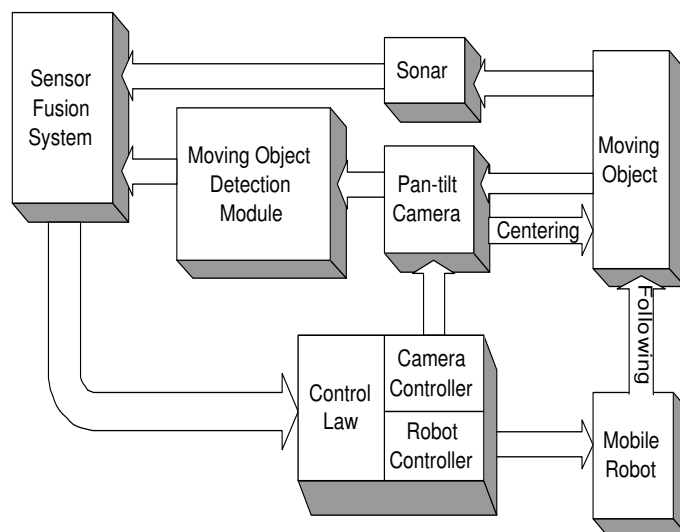 Sensor
Fusion
System
Sonar
Moving
Object
Moving Object
Detection
Module
Pan-tilt
Camera
Centering
Following
Control
Law
Camera
Controller
Robot
Controller
Mobile
Robot